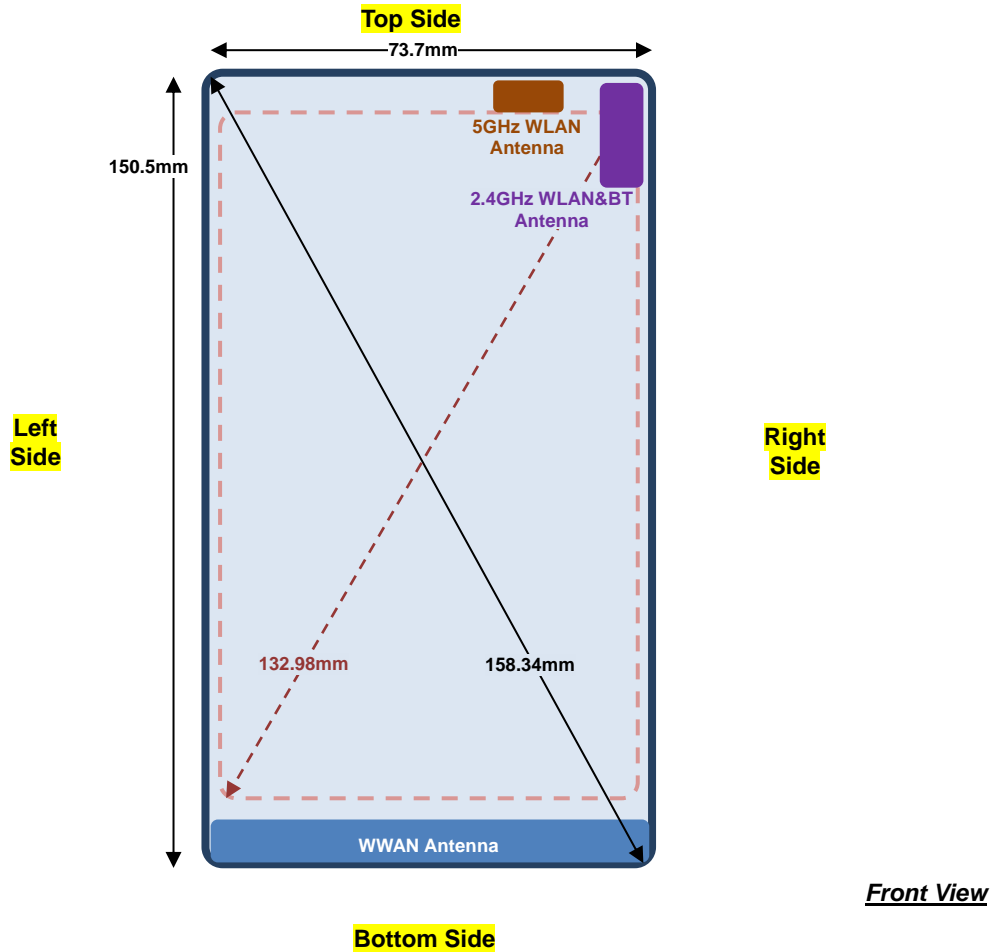 Top Side
73.7mm
5GHz WLAN
Antenna
150.5mm
2.4GHz WLAN&BT
Antenna
Left
Side
Right
Side
132.98mm
158.34mm
WWAN Antenna
Front View
Bottom Side